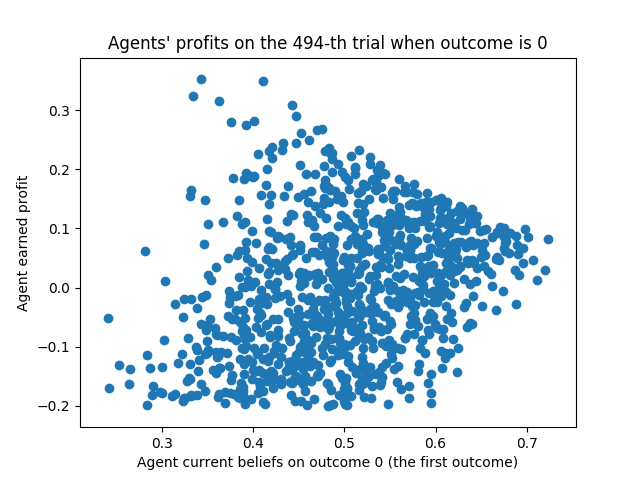 Agents' profits on the 494-th trial when outcome is 0
0.3
0.2
0.1
0.0
−0.1
−0.2
Agent earned profit
0.3 0.4 0.5 0.6 0.7
Agent current beliefs on outcome 0 (the first outcome)